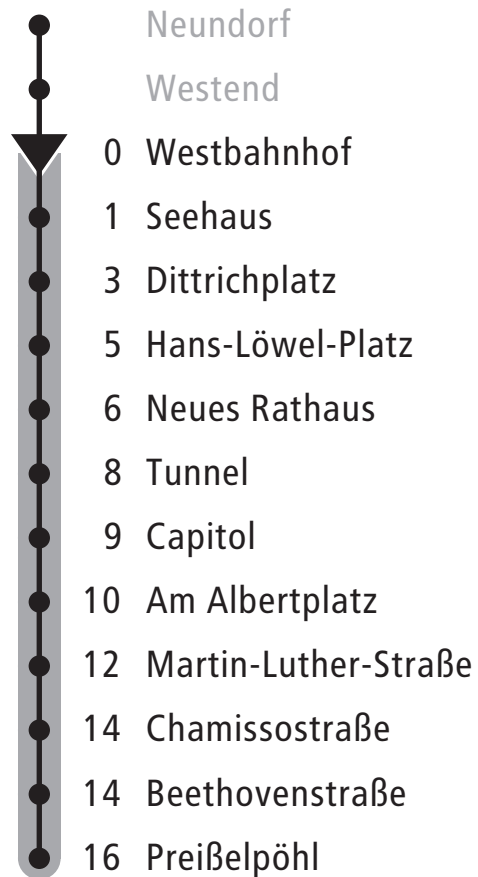 Neundorf
Westend
0 Westbahnhof
1 Seehaus
3 Dittrichplatz
5 Hans-Löwel-Platz
6 Neues Rathaus
8 Tunnel
9 Capitol
10 Am Albertplatz
12 Martin-Luther-Straße
14 Chamissostraße
14 Beethovenstraße
16 Preißelpöhl